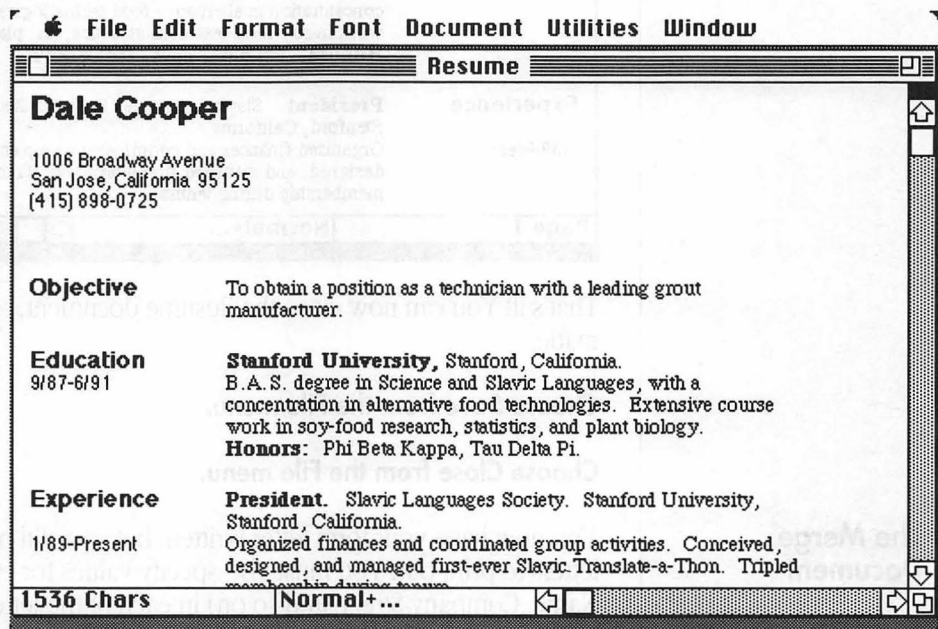 File Edit Format Font Document Utilities Window
Resume
Dale Cooper
1006 Broadway Avenue
San Jose, California 95125
(415) 898-0725
Objective To obtain a position as a technician with a leading grout
manufacturer.
Education Stanford University, Stanford, California.
9/87-6/91 B.A.S. degree in Science and Slavic Languages, with a
concentration in alternative food technologies. Extensive course
work in soy-food research, statistics, and plant biology.
Honors: Phi Beta Kappa, Tau Delta Pi.
Experience President. Slavic Languages Society. Stanford University,
Stanford, California.
1/89-Present Organized finances and coordinated group activities. Conceived,
designed, and managed first-ever Slavic Translate-a-Thon. Tripled
1536 Chars Normal+...